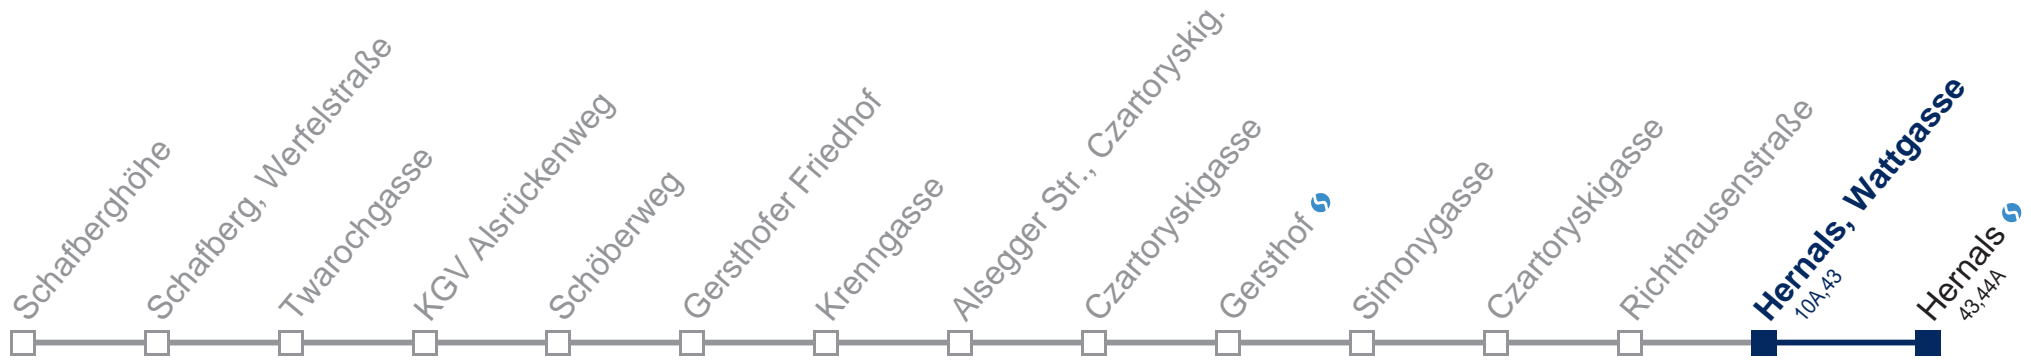 Schafberghöhe
Schafberg, Werfelstraße
Twarochgasse
KGV Alsrückenweg
Schöberweg
Gersthofer Friedhof
Krenngasse
Alsegger Str., Czartoryskig.
Czartoryskigasse
Gersthof
Simonygasse
Czartoryskigasse
Richthausenstraße
Hernals, Wattgasse
10A,43
Hernals
43,44A